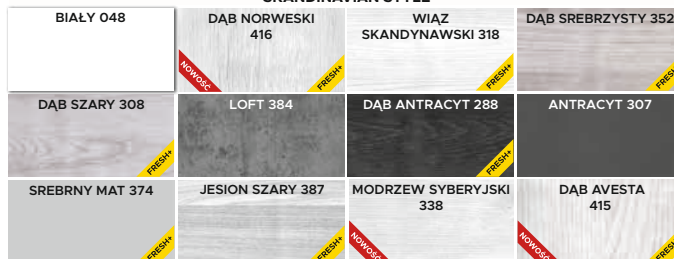 BIAŁY 048
DĄB NORWESKI
416
NOWOŚĆ
FRESH+
WIĄZ
SKANDYNAWSKI 318
FRESH+
DĄB SREBRZYSTY 352
FRESH+
DĄB SZARY 308
FRESH+
LOFT 384
DĄB ANTRACYT 288
FRESH+
ANTRACYT 307
SREBRNY MAT 374
FRESH+
JESION SZARY 387
FRESH+
MODRZEW SYBERYJSKI
338
NOWOŚĆ
DĄB AVESTA
415
NOWOŚĆ
FRESH+